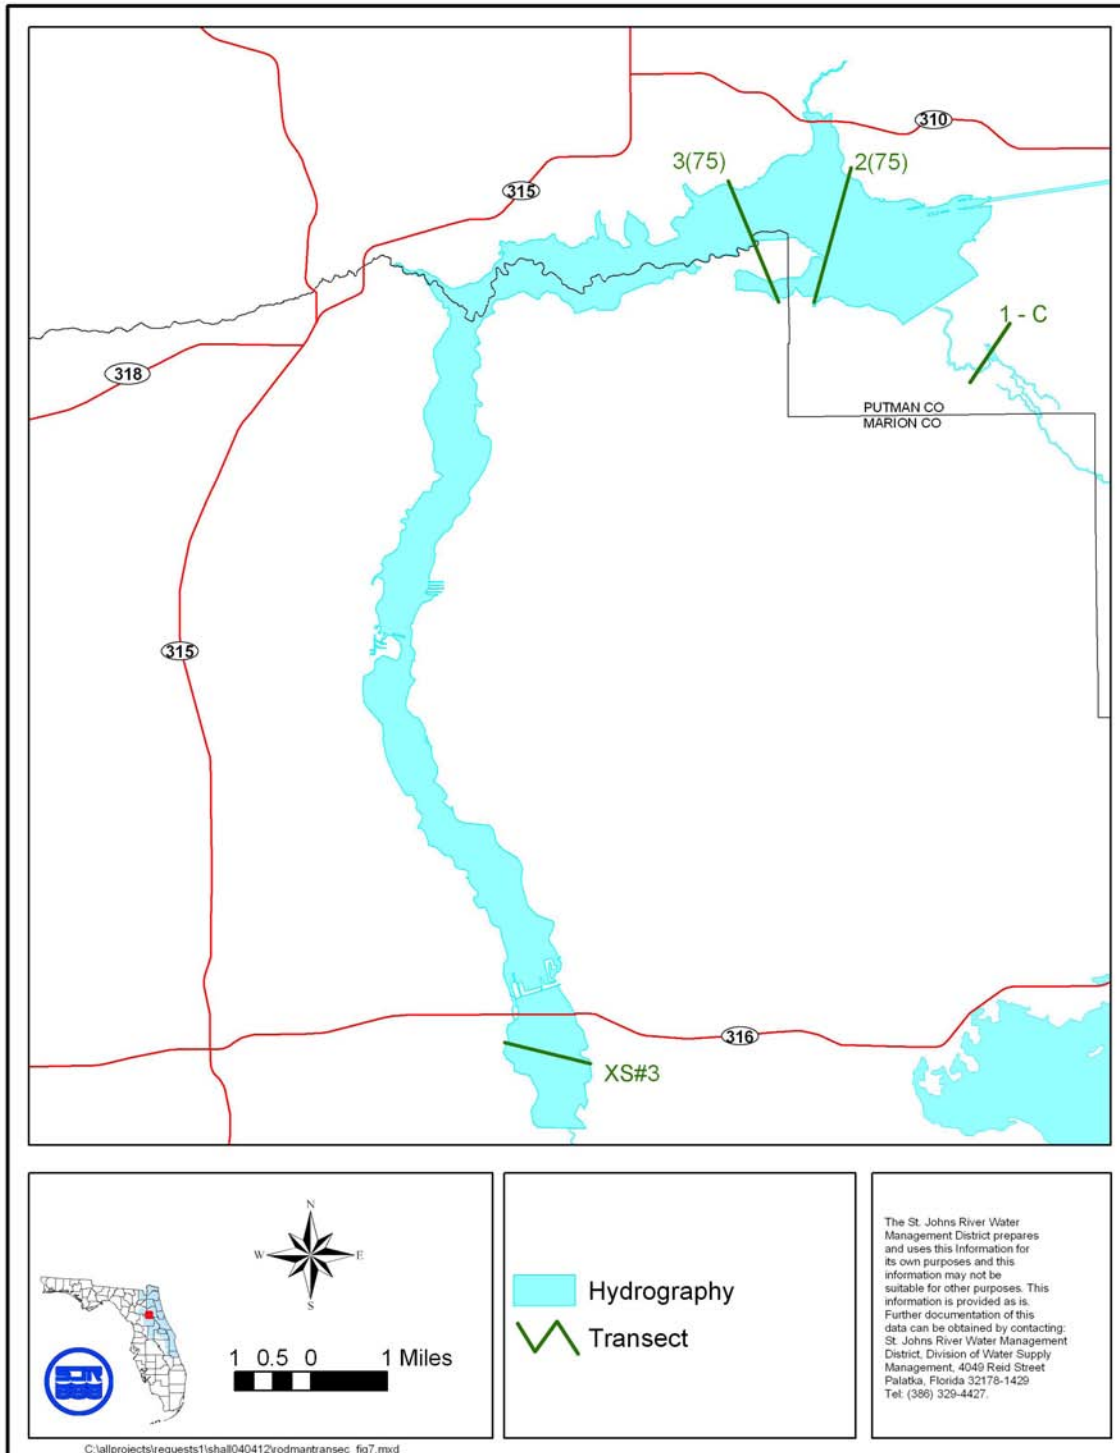 310
3(75)
2(75)
315
1 - C
318
PUTMAN CO
MARION CO
315
316
XS#3
N
W
E
S
1 0.5 0 1 Miles
Hydrography
Transect
The St. Johns River Water
Management District prepares
and uses this Information for
its own purposes and this
information may not be
suitable for other purposes. This
information is provided as is.
Further documentation of this
data can be obtained by contacting:
St. Johns River Water Management
District, Division of Water Supply
Management, 4049 Reid Street
Palatka, Florida 32178-1429
Tel: (386) 329-4427.
C:\allprojects\requests1\shall040412\rodmantransec_fig7.mxd